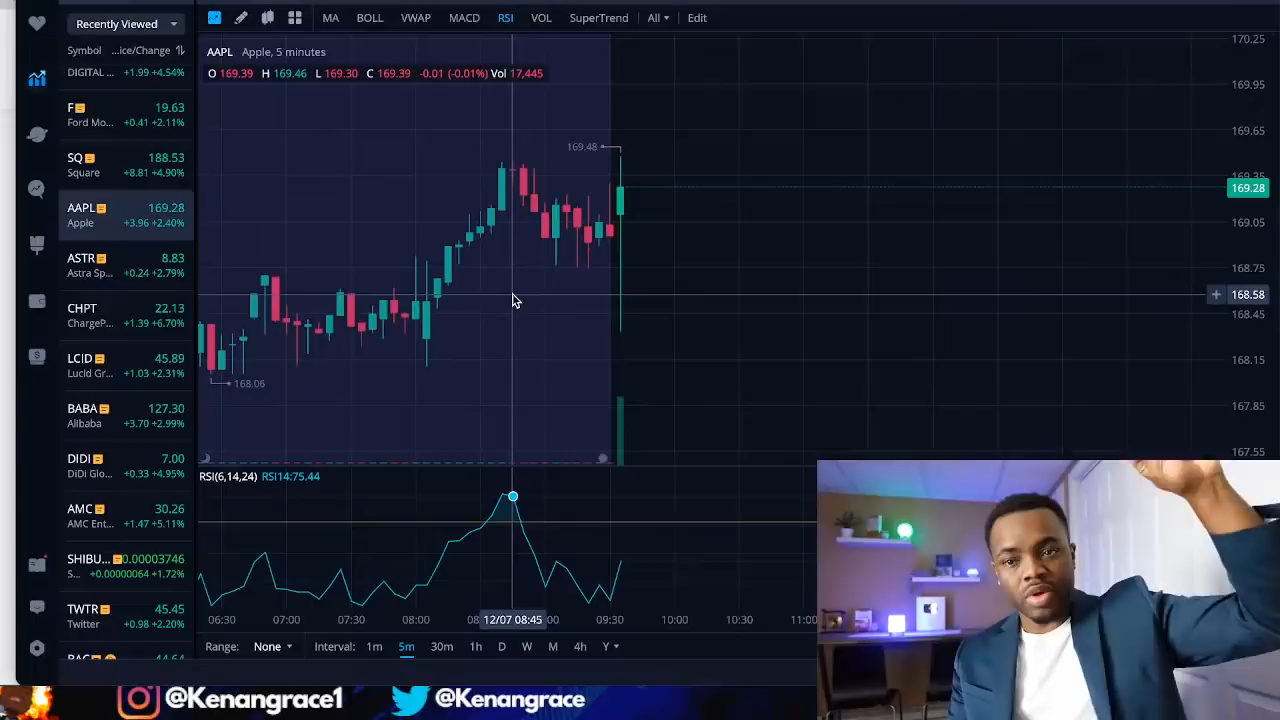 Recently Viewed
MA BOLL VWAP MACD RSI VOL SuperTrend All Edit
Symbol ...ice/Change
DIGITAL ... +1.99 +4.54%
F 19.63
Ford Mo... +0.41 +2.11%
SQ 188.53
Square +8.81 +4.90%
AAPL 169.28
Apple +3.96 +2.40%
ASTR 8.83
Astra Sp... +0.24 +2.79%
CHPT 22.13
ChargeP... +1.39 +6.70%
LCID 45.89
Lucid Gr... +1.03 +2.31%
BABA 127.30
Alibaba +3.70 +2.99%
DIDI 7.00
DiDi Glo... +0.33 +4.95%
AMC 30.26
AMC Ent... +1.47 +5.11%
SHIBU... 0.00003746
S... +0.00000064 +1.72%
TWTR 45.45
Twitter +0.98 +2.20%
BAC 44.64
AAPL Apple, 5 minutes
O 169.39 H 169.46 L 169.30 C 169.39 -0.01 (-0.01%) Vol 17,445
169.48
168.06
170.25
169.95
169.65
169.35
169.28
169.05
168.75
168.58
168.45
168.15
167.85
167.55
RSI(6,14,24) RSI14:75.44
06:30 07:00 07:30 08:00 08 12/07 08:45 00 09:30 10:00 10:30 11:00
Range: None Interval: 1m 5m 30m 1h D W M 4h Y
@Kenangrace1 @Kenangrace